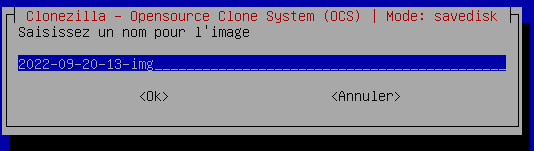 Clonezilla - Opensource Clone System (OCS) | Mode: savedisk
Saisissez un nom pour l'image
2022-09-20-13-img
<Ok> <Annuler>